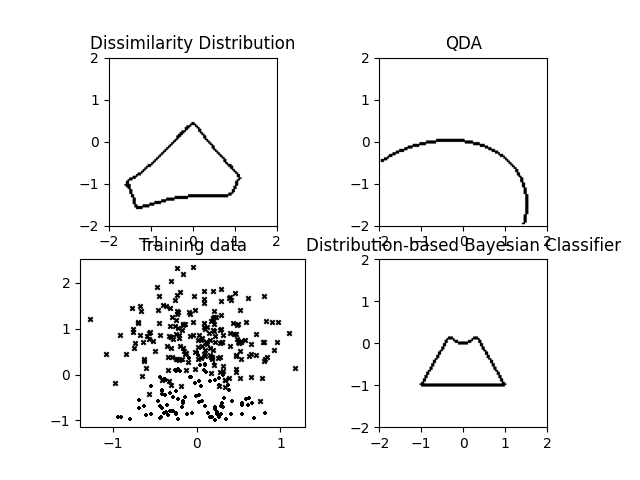 Dissimilarity Distribution
QDA
2
1
0
−1
−2
−2 −1 0 1 2
2
1
0
−1
−2
−2 −1 0 1 2
Training data
Distribution-based Bayesian Classifier
2
1
0
−1
−1 0 1
2
1
0
−1
−2
−2 −1 0 1 2